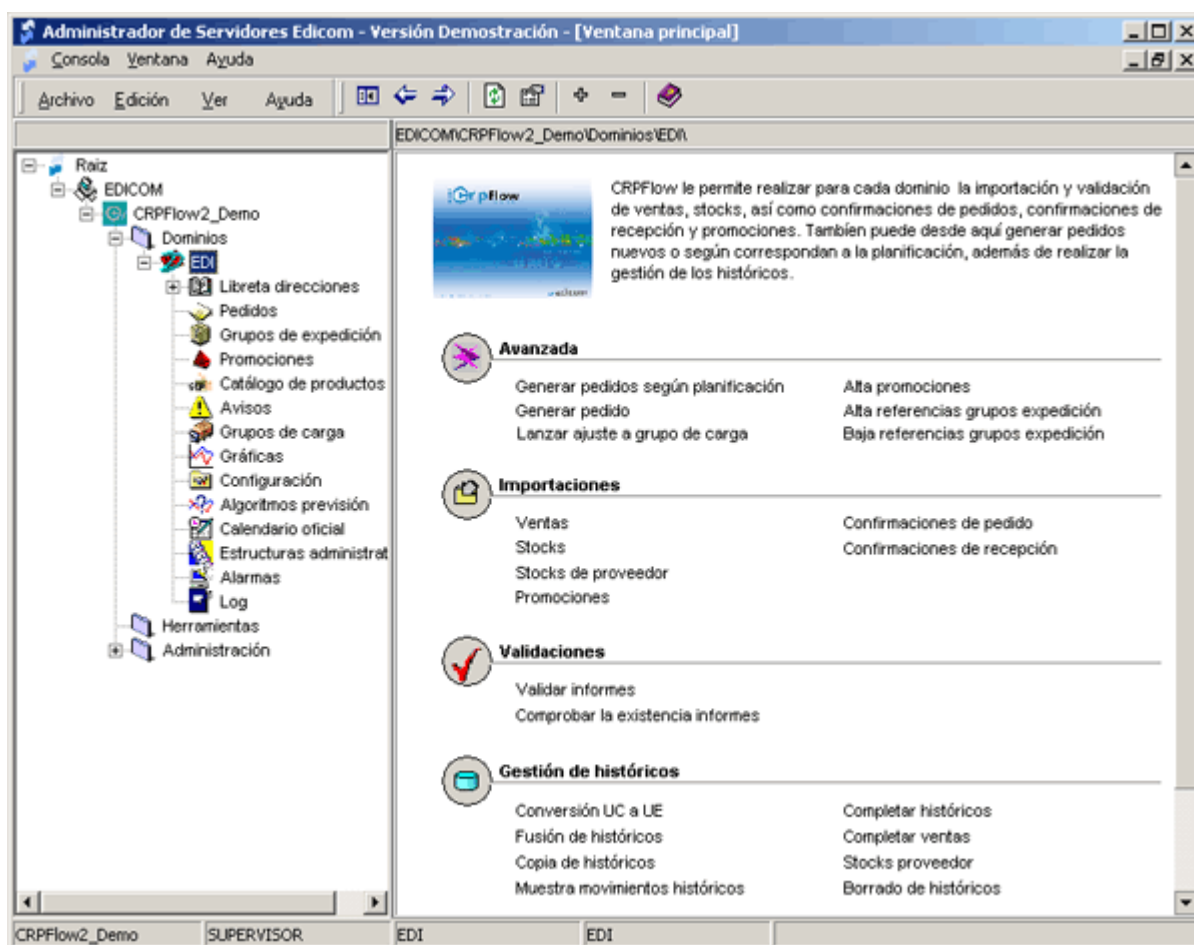 Administrador de Servidores Edicom - Versión Demostración - [Ventana principal]
Consola Ventana Ayuda
Archivo Edición Ver Ayuda
EDICOM\CRPFlow2_Demo\Dominios\EDI\
Raiz
EDICOM
CRPFlow2_Demo
Dominios
EDI
Libreta direcciones
Pedidos
Grupos de expedición
Promociones
Catálogo de productos
Avisos
Grupos de carga
Gráficas
Configuración
Algoritmos previsión
Calendario oficial
Estructuras administrat
Alarmas
Log
Herramientas
Administración
CrpFlow
edicom
CRPFlow le permite realizar para cada dominio la importación y validación
de ventas, stocks, así como confirmaciones de pedidos, confirmaciones de
recepción y promociones. Tambíen puede desde aquí generar pedidos
nuevos o según correspondan a la planificación, además de realizar la
gestión de los históricos.
Avanzada
Generar pedidos según planificación
Generar pedido
Lanzar ajuste a grupo de carga
Alta promociones
Alta referencias grupos expedición
Baja referencias grupos expedición
Importaciones
Ventas
Stocks
Stocks de proveedor
Promociones
Confirmaciones de pedido
Confirmaciones de recepción
Validaciones
Validar informes
Comprobar la existencia informes
Gestión de históricos
Conversión UC a UE
Fusión de históricos
Copia de históricos
Muestra movimientos históricos
Completar históricos
Completar ventas
Stocks proveedor
Borrado de históricos
CRPFlow2_Demo SUPERVISOR EDI EDI